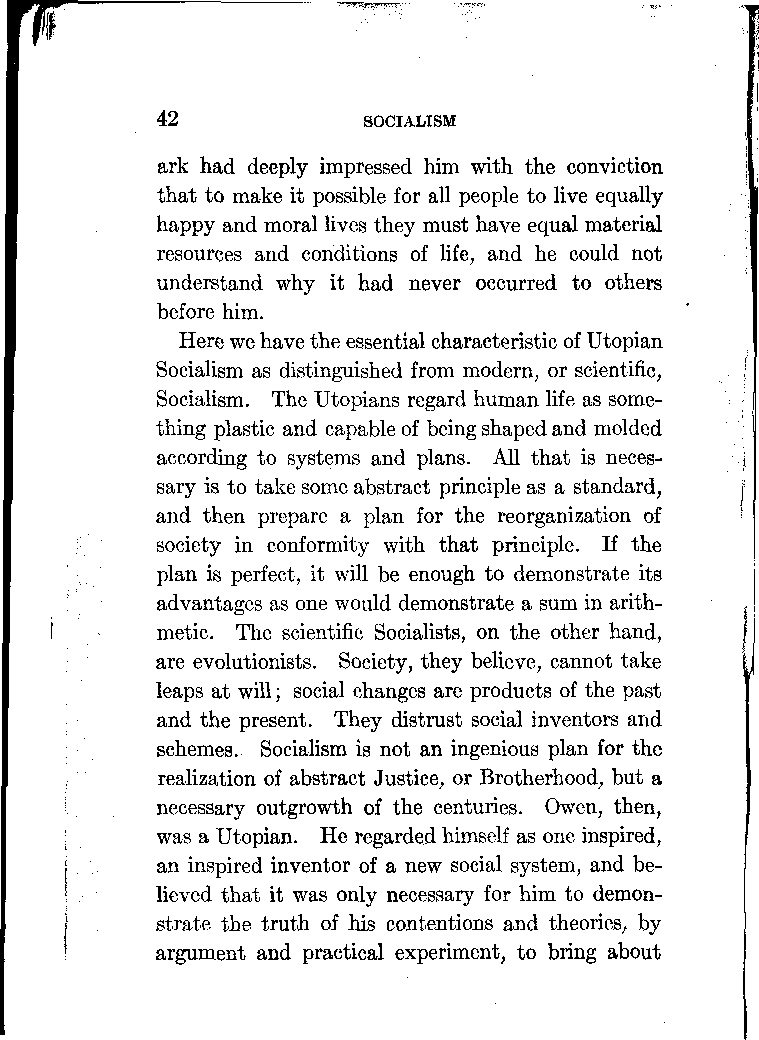 42 SOCIALISM
ark had deeply impressed him with the conviction
that to make it possible for all people to live equally
happy and moral lives they must have equal material
resources and conditions of life, and he could not
understand why it had never occurred to others
before him.
Here we have the essential characteristic of Utopian
Socialism as distinguished from modern, or scientific,
Socialism. The Utopians regard human life as some-
thing plastic and capable of being shaped and molded
according to systems and plans. All that is neces-
sary is to take some abstract principle as a standard,
and then prepare a plan for the reorganization of
society in conformity with that principle. If the
plan is perfect, it will be enough to demonstrate its
advantages as one would demonstrate a sum in arith-
metic. The scientific Socialists, on the other hand,
are evolutionists. Society, they believe, cannot take
leaps at will; social changes are products of the past
and the present. They distrust social inventors and
schemes. Socialism is not an ingenious plan for the
realization of abstract Justice, or Brotherhood, but a
necessary outgrowth of the centuries. Owen, then,
was a Utopian. He regarded himself as one inspired,
an inspired inventor of a new social system, and be-
lieved that it was only necessary for him to demon-
strate the truth of his contentions and theories, by
argument and practical experiment, to bring about